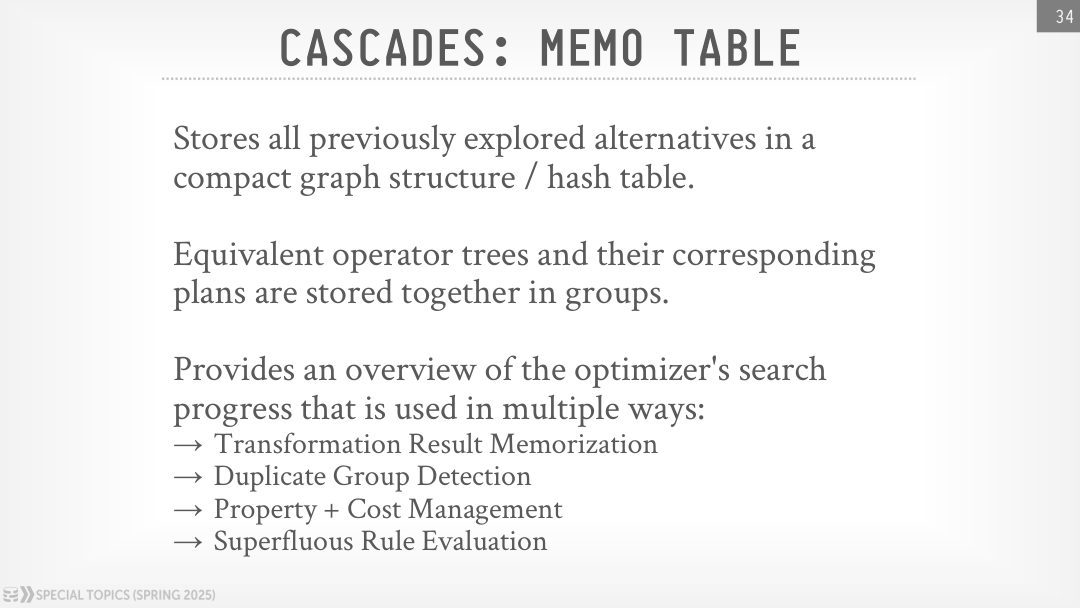 34
CASCADES: MEMO TABLE
Stores all previously explored alternatives in a
compact graph structure / hash table.
Equivalent operator trees and their corresponding
plans are stored together in groups.
Provides an overview of the optimizer's search
progress that is used in multiple ways:
→ Transformation Result Memorization
→ Duplicate Group Detection
→ Property + Cost Management
→ Superfluous Rule Evaluation
SPECIAL TOPICS (SPRING 2025)